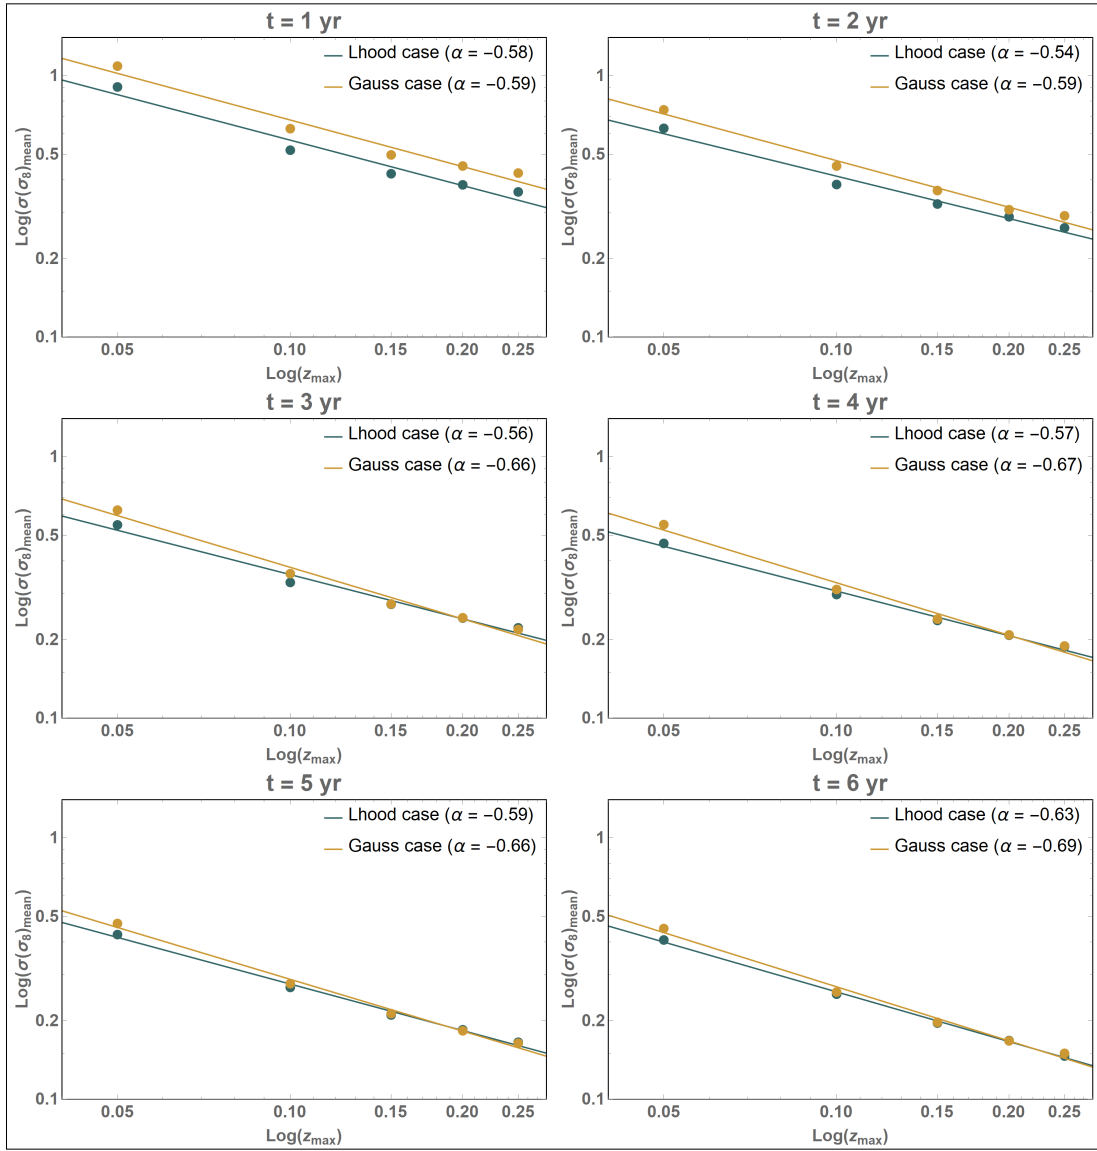 t = 1 yr
Lhood case (α = −0.58)
Gauss case (α = −0.59)
Log(σ(σ8)mean)
1
0.5
0.2
0.1
0.05
0.10
0.15
0.20
0.25
Log(zmax)
t = 2 yr
Lhood case (α = −0.54)
Gauss case (α = −0.59)
Log(σ(σ8)mean)
1
0.5
0.2
0.1
0.05
0.10
0.15
0.20
0.25
Log(zmax)
t = 3 yr
Lhood case (α = −0.56)
Gauss case (α = −0.66)
Log(σ(σ8)mean)
1
0.5
0.2
0.1
0.05
0.10
0.15
0.20
0.25
Log(zmax)
t = 4 yr
Lhood case (α = −0.57)
Gauss case (α = −0.67)
Log(σ(σ8)mean)
1
0.5
0.2
0.1
0.05
0.10
0.15
0.20
0.25
Log(zmax)
t = 5 yr
Lhood case (α = −0.59)
Gauss case (α = −0.66)
Log(σ(σ8)mean)
1
0.5
0.2
0.1
0.05
0.10
0.15
0.20
0.25
Log(zmax)
t = 6 yr
Lhood case (α = −0.63)
Gauss case (α = −0.69)
Log(σ(σ8)mean)
1
0.5
0.2
0.1
0.05
0.10
0.15
0.20
0.25
Log(zmax)